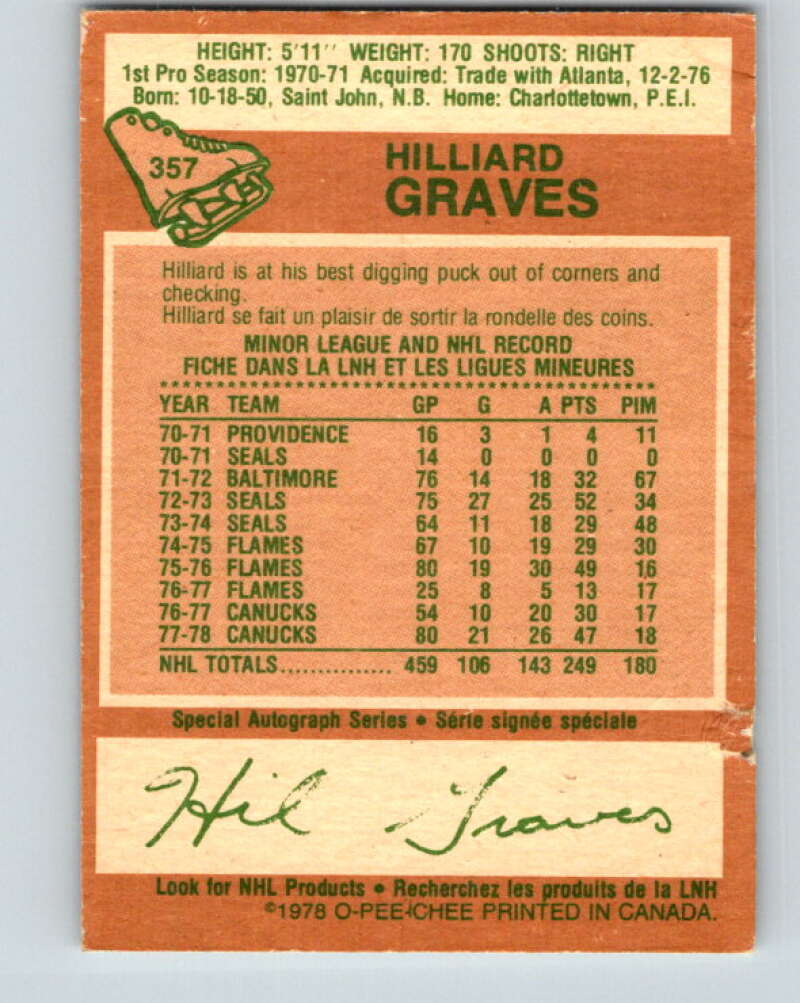 HEIGHT: 5'11'' WEIGHT: 170 SHOOTS: RIGHT
1st Pro Season: 1970-71 Acquired: Trade with Atlanta, 12-2-76
Born: 10-18-50, Saint John, N.B. Home: Charlottetown, P.E.I.
357
HILLIARD
GRAVES
Hilliard is at his best digging puck out of corners and
checking.
Hilliard se fait un plaisir de sortir la rondelle des coins.
MINOR LEAGUE AND NHL RECORD
FICHE DANS LA LNH ET LES LIGUES MINEURES
YEAR TEAM GP G A PTS PIM
70-71 PROVIDENCE 16 3 1 4 11
70-71 SEALS 14 0 0 0 0
71-72 BALTIMORE 76 14 18 32 67
72-73 SEALS 75 27 25 52 34
73-74 SEALS 64 11 18 29 48
74-75 FLAMES 67 10 19 29 30
75-76 FLAMES 80 19 30 49 16
76-77 FLAMES 25 8 5 13 17
76-77 CANUCKS 54 10 20 30 17
77-78 CANUCKS 80 21 26 47 18
NHL TOTALS................ 459 106 143 249 180
Special Autograph Series • Série signée spéciale
Hil Graves
Look for NHL Products • Recherchez les produits de la LNH
©1978 O-PEE-CHEE PRINTED IN CANADA.